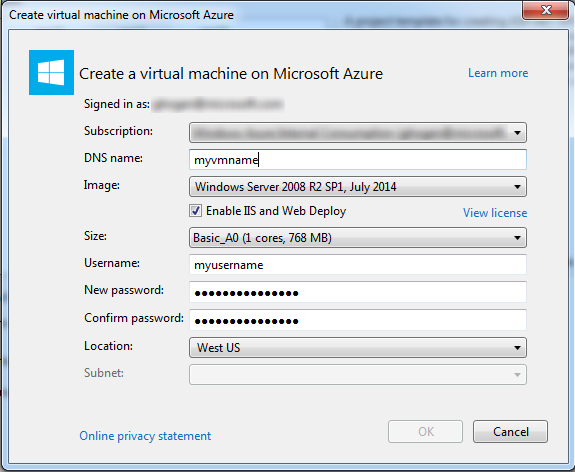 Create virtual machine on Microsoft Azure
Create a virtual machine on Microsoft Azure
Learn more
Signed in as:
Subscription:
DNS name: myvmname
Image: Windows Server 2008 R2 SP1, July 2014
Enable IIS and Web Deploy
View license
Size: Basic_A0 (1 cores, 768 MB)
Username: myusername
New password: ●●●●●●●●●●●●●●●
Confirm password: ●●●●●●●●●●●●●●●
Location: West US
Subnet:
Online privacy statement
OK
Cancel